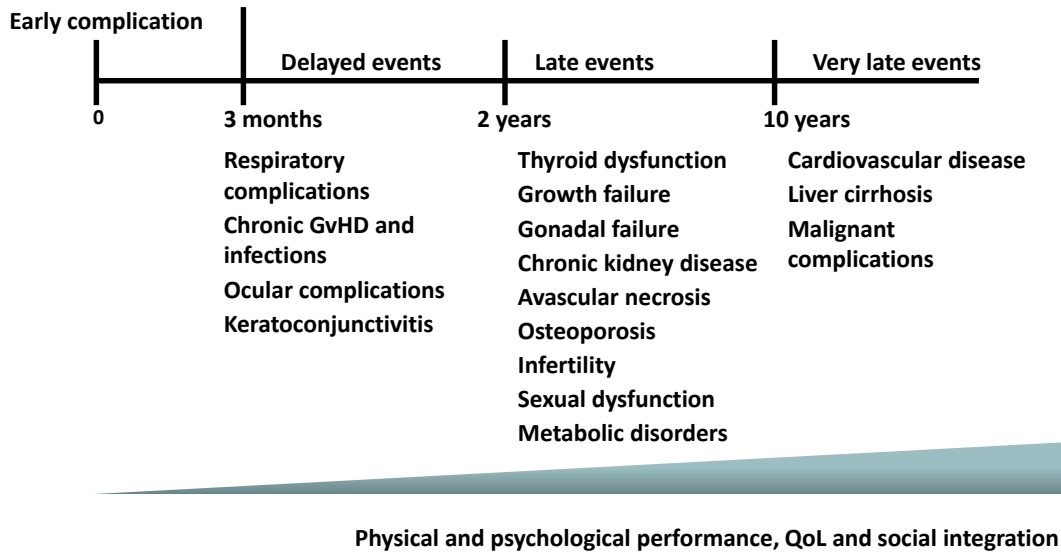 Early complication
Delayed events
Late events
Very late events
0
3 months
2 years
10 years
Respiratory
complications
Chronic GvHD and
infections
Ocular complications
Keratoconjunctivitis
Thyroid dysfunction
Growth failure
Gonadal failure
Chronic kidney disease
Avascular necrosis
Osteoporosis
Infertility
Sexual dysfunction
Metabolic disorders
Cardiovascular disease
Liver cirrhosis
Malignant
complications
Physical and psychological performance, QoL and social integration